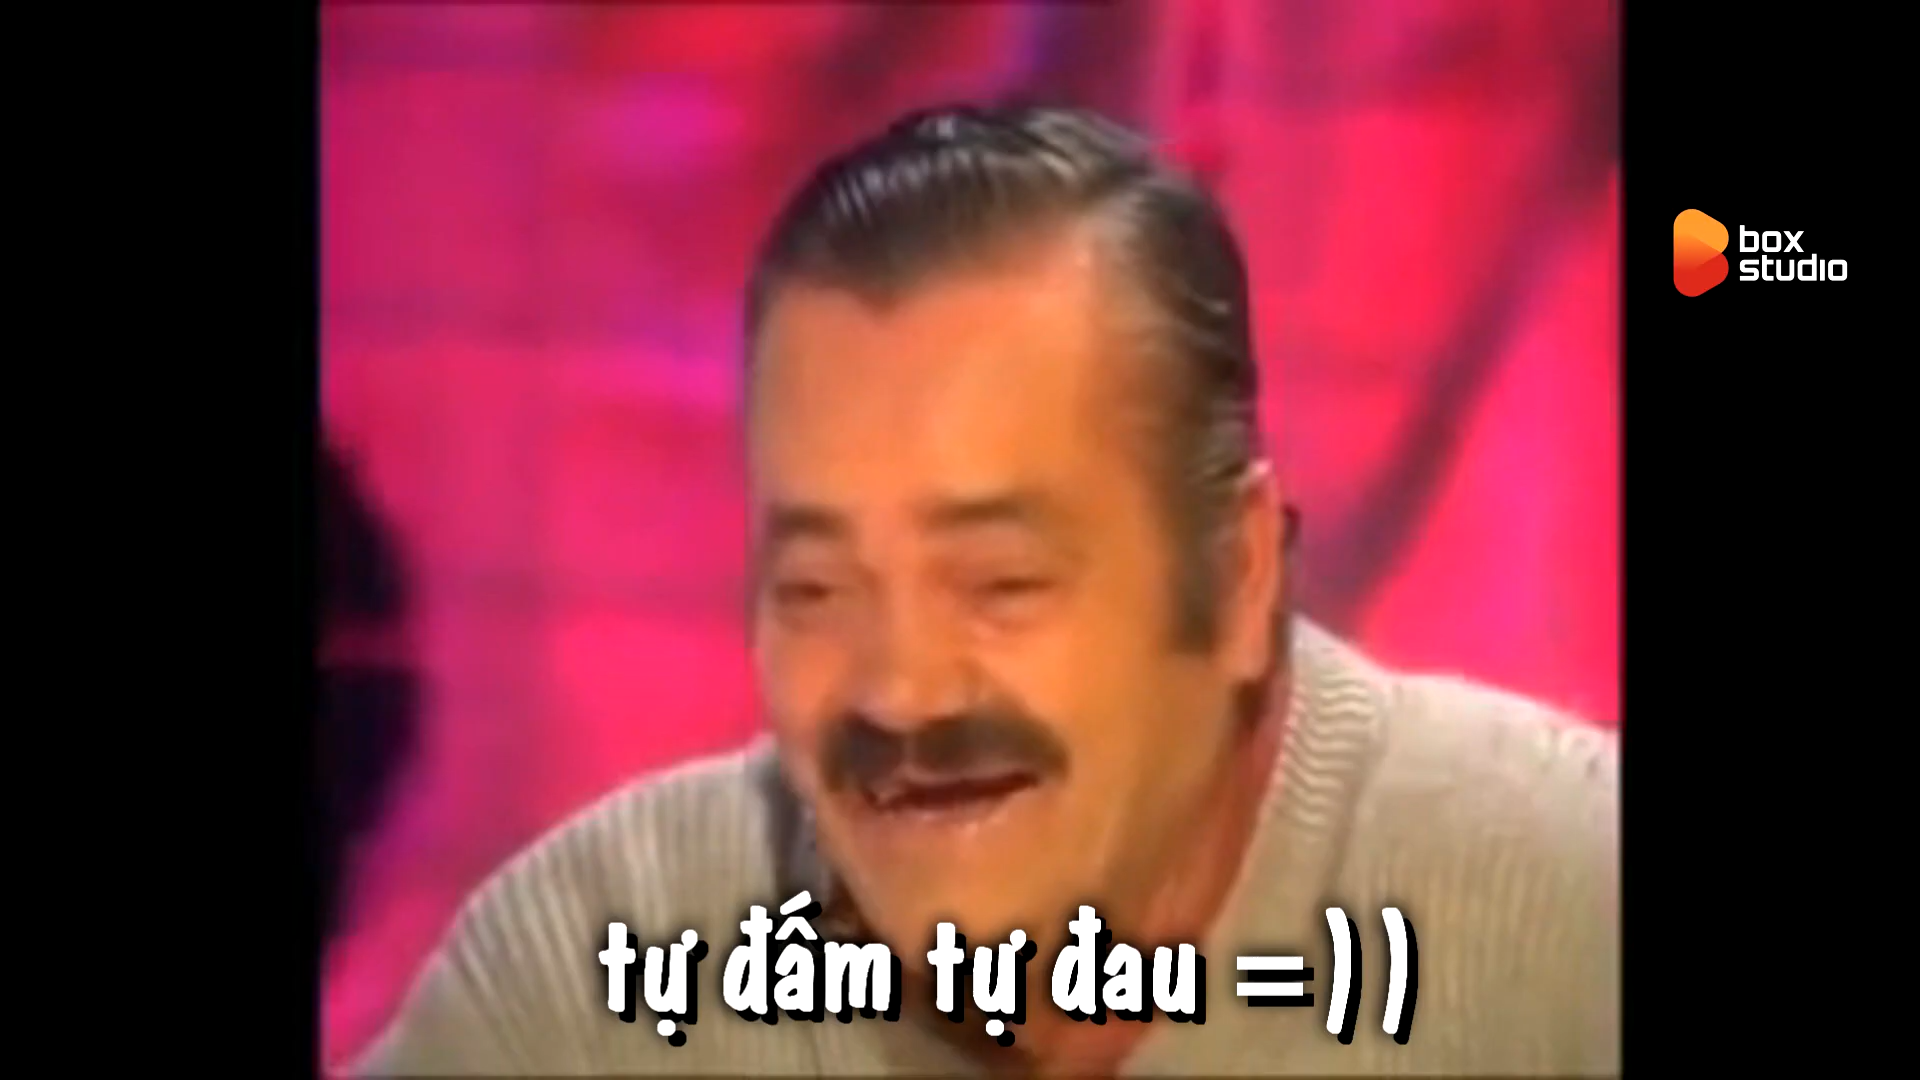 box
studio
tự đấm tự đau =))